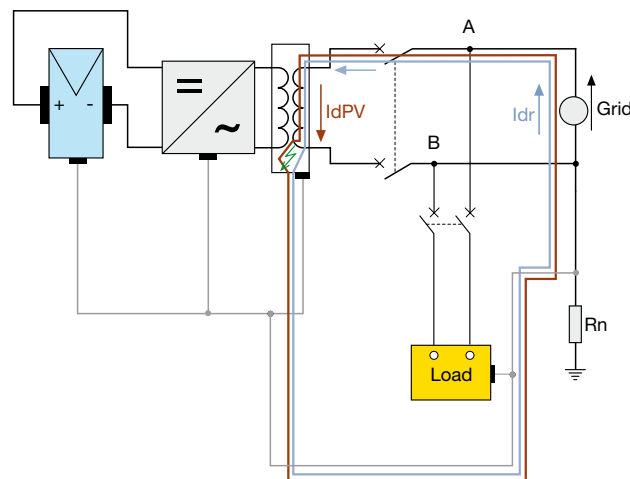 A
+
-
=
~
IdPV
Idr
Grid
B
Rn
Load